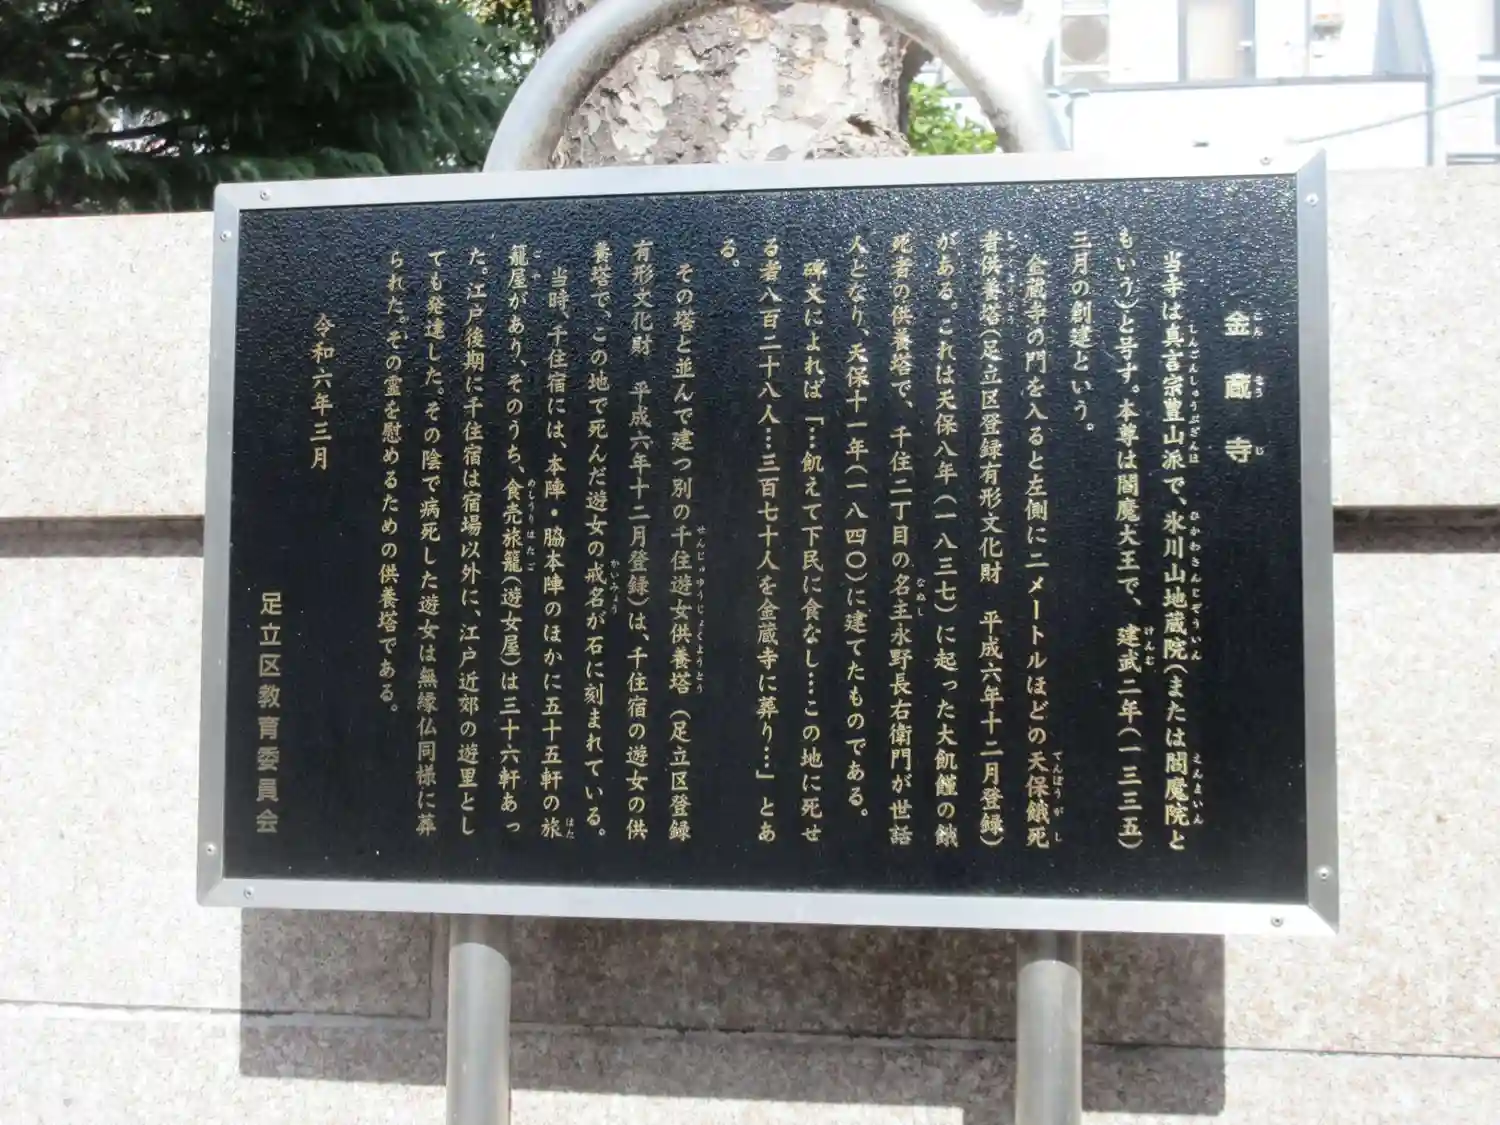 金蔵寺
当寺は真言宗豊山派で、氷川山地蔵院(または閻魔院と
もいう)と号す。本尊は閻魔大王で、建武二年(一三三五)
三月の創建という。
金蔵寺の門を入ると左側に二メートルほどの天保餓死
者供養塔(足立区登録有形文化財　平成六年十二月登録)
がある。これは天保八年(一八三七)に起った大飢饉の餓
死者の供養塔で、千住二丁目の名主永野長右衛門が世話
人となり、天保十一年(一八四〇)に建てたものである。
碑文によれば「…飢えて下民に食なし…この地に死せ
る者八百二十八人…三百七十人を金蔵寺に葬り…」とあ
る。
その塔と並んで建つ別の千住遊女供養塔(足立区登録
有形文化財　平成六年十二月登録)は、千住宿の遊女の供
養塔で、この地で死んだ遊女の戒名が石に刻まれている。
当時、千住宿には、本陣・脇本陣のほかに五十五軒の旅
籠屋があり、そのうち、食売旅籠(遊女屋)は三十六軒あっ
た。江戸後期に千住宿は宿場以外に、江戸近郊の遊里とし
ても発達した。その陰で病死した遊女は無縁仏同様に葬
られた。その霊を慰めるための供養塔である。
令和六年三月
足立区教育委員会